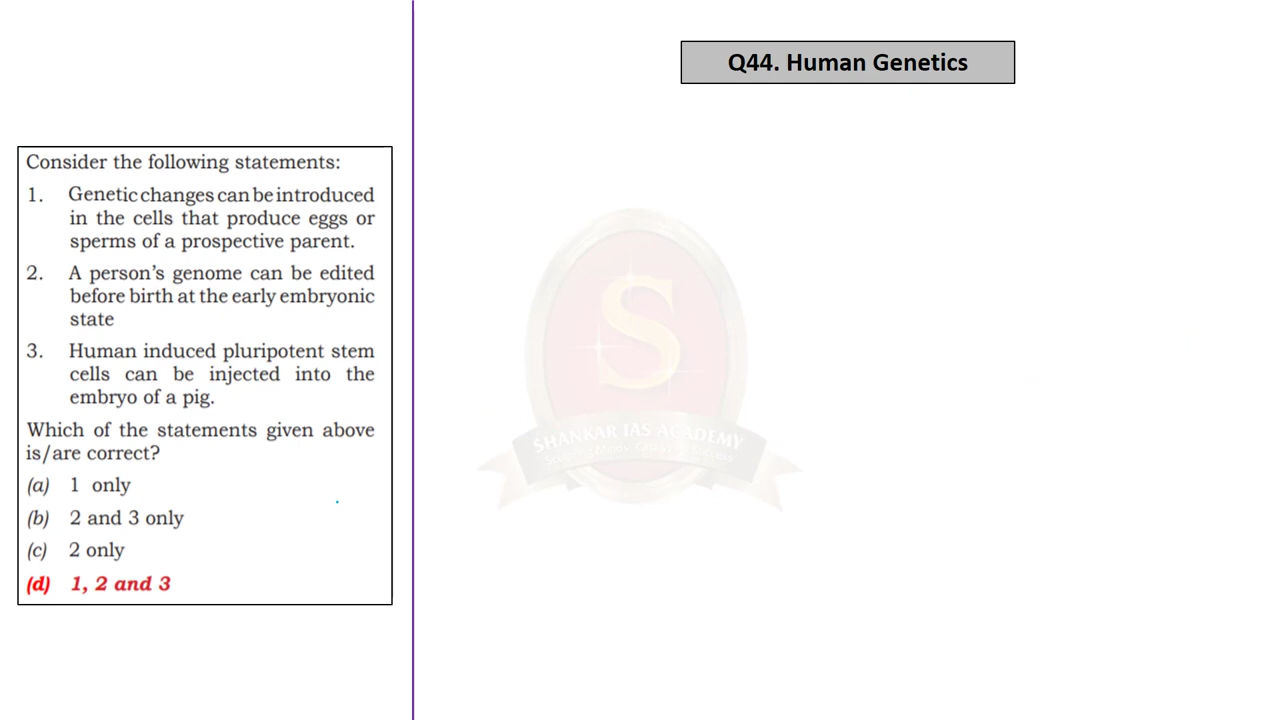 Q44. Human Genetics
Consider the following statements:
1. Genetic changes can be introduced
in the cells that produce eggs or
sperms of a prospective parent.
2. A person's genome can be edited
before birth at the early embryonic
state
3. Human induced pluripotent stem
cells can be injected into the
embryo of a pig.
Which of the statements given above
is/are correct?
(a) 1 only
(b) 2 and 3 only
(c) 2 only
(d) 1, 2 and 3
S
SHANKAR IAS ACADEMY